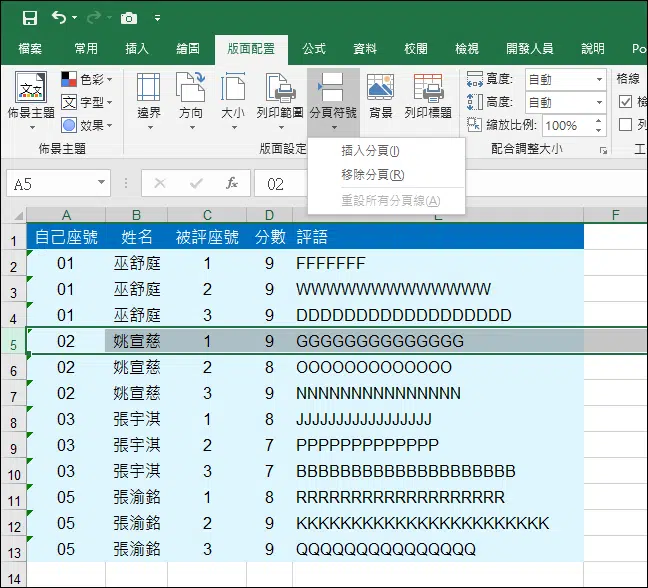 檔案 常用 插入 繪圖 版面配置 公式 資料 校閱 檢視 開發人員 說明 Po
文文 色彩 寬度: 自動 格線
文 字型 高度: 自動 檢
佈景主題 效果 邊界 方向 大小 列印範圍 分頁符號 背景 列印標題 縮放比例: 100% 列
佈景主題 版面設定 配合調整大小 工
插入分頁(I)
移除分頁(R)
重設所有分頁線(A)
A5 fx 02
A B C D E F
1 自己座號 姓名 被評座號 分數 評語
2 01 巫舒庭 1 9 FFFFFFF
3 01 巫舒庭 2 9 WWWWWWWWWWWWWW
4 01 巫舒庭 3 9 DDDDDDDDDDDDDDDDDD
5 02 姚宣慈 1 9 GGGGGGGGGGGGGG
6 02 姚宣慈 2 8 OOOOOOOOOOOOO
7 02 姚宣慈 3 9 NNNNNNNNNNNNNNN
8 03 張宇淇 1 8 JJJJJJJJJJJJJJJJJ
9 03 張宇淇 2 7 PPPPPPPPPPPPP
10 03 張宇淇 3 7 BBBBBBBBBBBBBBBBBBBB
11 05 張渝銘 1 8 RRRRRRRRRRRRRRRRRR
12 05 張渝銘 2 9 KKKKKKKKKKKKKKKKKKKKKKK
13 05 張渝銘 3 9 QQQQQQQQQQQQQQQ
14